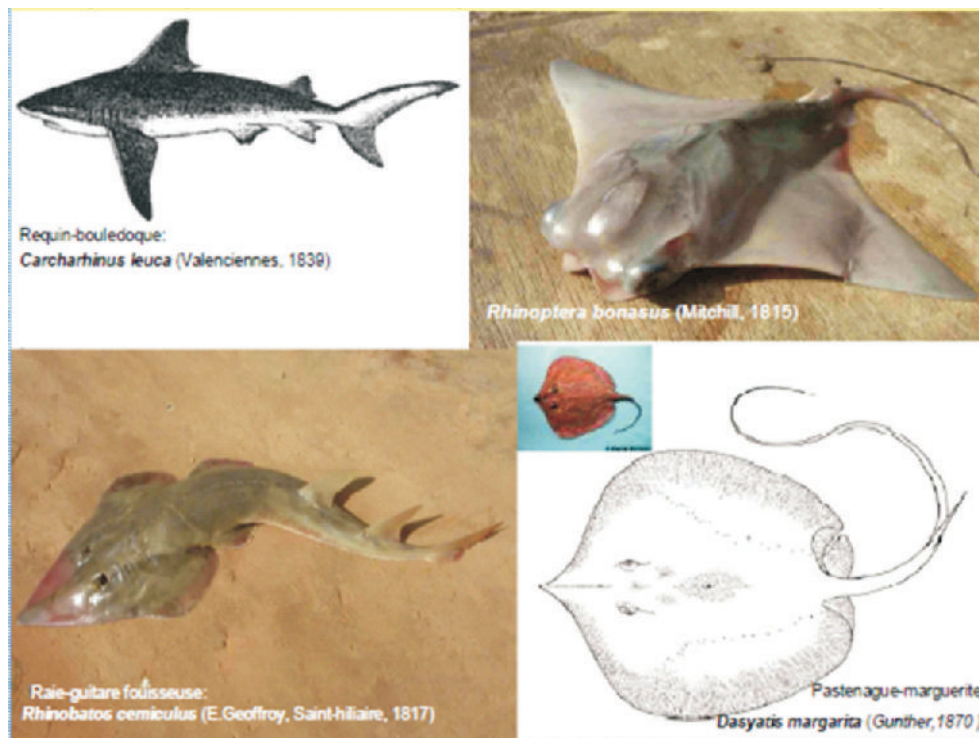 Requin-bouledoque:
Carcharhinus leuca (Valenciennes, 1839)
Rhinoptera bonasus (Mitchill, 1815)
Raie-guitare fouisseuse:
Rhinobatos cemiculus (E.Geoffroy, Saint-hiliaire, 1817)
Pastenague-marguerite
Dasyatis margarita (Gunther,1870 )